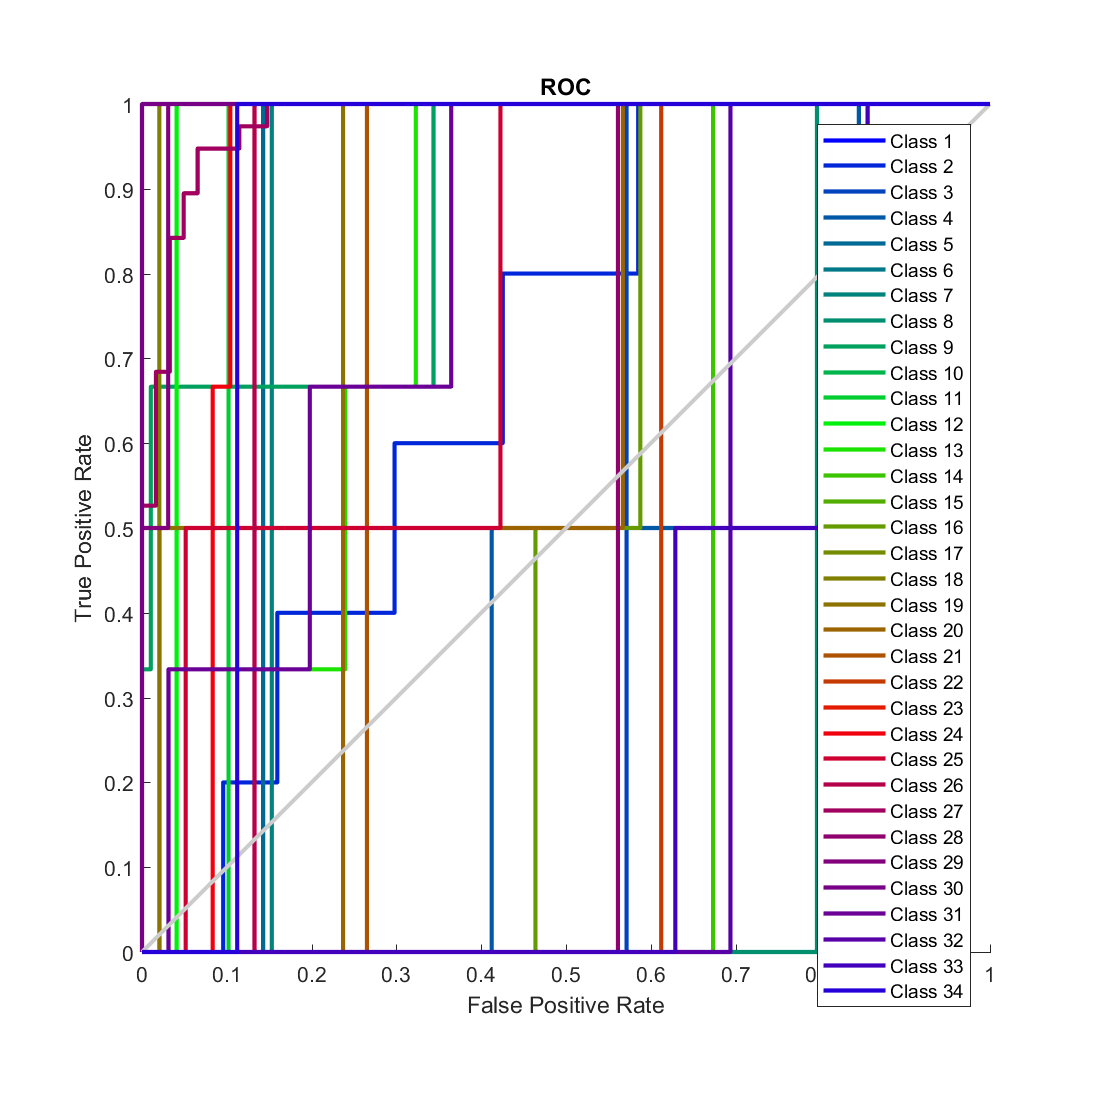 ROC
True Positive Rate
1
0.9
0.8
0.7
0.6
0.5
0.4
0.3
0.2
0.1
0
0 0.1 0.2 0.3 0.4 0.5 0.6 0.7 0 1
False Positive Rate
Class 1
Class 2
Class 3
Class 4
Class 5
Class 6
Class 7
Class 8
Class 9
Class 10
Class 11
Class 12
Class 13
Class 14
Class 15
Class 16
Class 17
Class 18
Class 19
Class 20
Class 21
Class 22
Class 23
Class 24
Class 25
Class 26
Class 27
Class 28
Class 29
Class 30
Class 31
Class 32
Class 33
Class 34